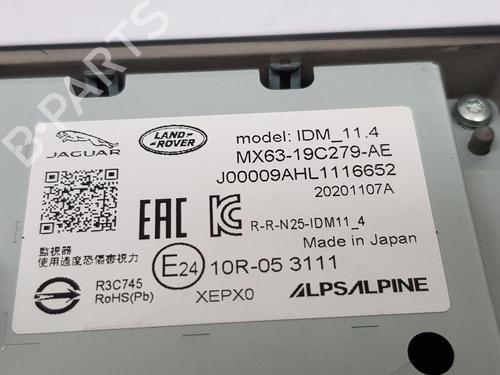 B-Parts
JAGUAR
LAND-
ROVER
model: IDM_11.4
MX63-19C279-AE
J00009AHL1116652
20201107A
EAC
R-R-N25-IDM11_4
Made in Japan
監視器
使用過度恐傷害視力
E24
10R-05 3111
R3C745
RoHS(Pb)
XEPX0
ALPSALPINE